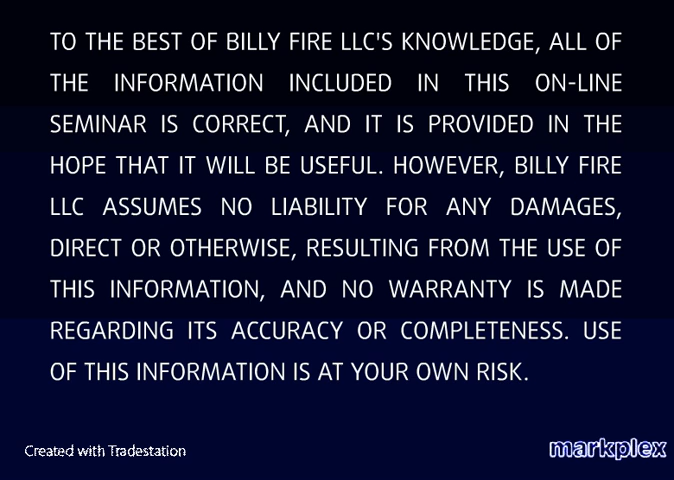 TO THE BEST OF BILLY FIRE LLC'S KNOWLEDGE, ALL OF
THE INFORMATION INCLUDED IN THIS ON-LINE
SEMINAR IS CORRECT, AND IT IS PROVIDED IN THE
HOPE THAT IT WILL BE USEFUL. HOWEVER, BILLY FIRE
LLC ASSUMES NO LIABILITY FOR ANY DAMAGES,
DIRECT OR OTHERWISE, RESULTING FROM THE USE OF
THIS INFORMATION, AND NO WARRANTY IS MADE
REGARDING ITS ACCURACY OR COMPLETENESS. USE
OF THIS INFORMATION IS AT YOUR OWN RISK.
Created with Tradestation
markplex